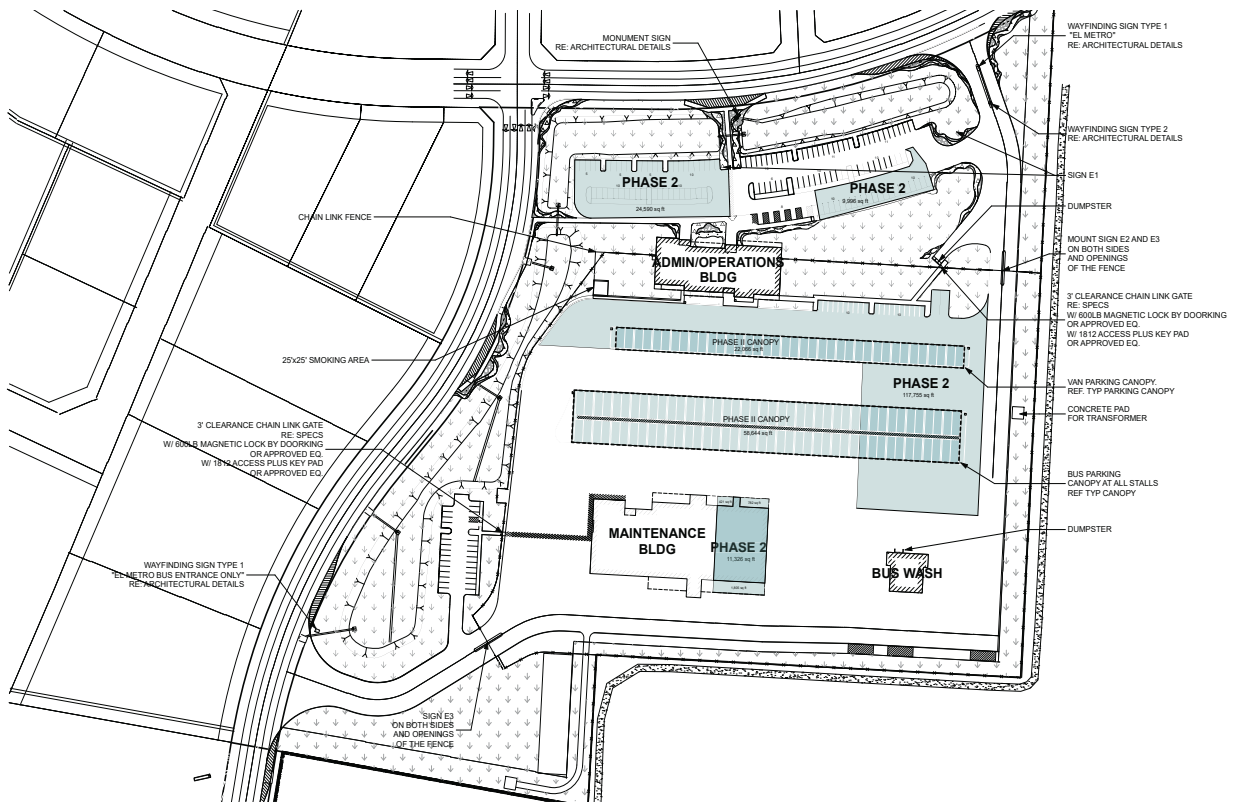 MONUMENT SIGN
RE: ARCHITECTURAL DETAILS
WAYFINDING SIGN TYPE 1
"EL METRO"
RE: ARCHITECTURAL DETAILS
WAYFINDING SIGN TYPE 2
RE: ARCHITECTURAL DETAILS
SIGN E1
DUMPSTER
MOUNT SIGN E2 AND E3
ON BOTH SIDES
AND OPENINGS
OF THE FENCE
3' CLEARANCE CHAIN LINK GATE
RE: SPECS
W/ 600LB MAGNETIC LOCK BY DOORKING
OR APPROVED EQ.
W/ 1812 ACCESS PLUS KEY PAD
OR APPROVED EQ.
VAN PARKING CANOPY.
REF. TYP PARKING CANOPY
CONCRETE PAD
FOR TRANSFORMER
BUS PARKING
CANOPY AT ALL STALLS
REF TYP CANOPY
DUMPSTER
PHASE 2
24,590 sq ft
PHASE 2
9,996 sq ft
CHAIN LINK FENCE
ADMIN/OPERATIONS
BLDG
25'x25' SMOKING AREA
PHASE II CANOPY
22,066 sq ft
PHASE 2
117,755 sq ft
PHASE II CANOPY
58,644 sq ft
3' CLEARANCE CHAIN LINK GATE
RE: SPECS
W/ 600LB MAGNETIC LOCK BY DOORKING
OR APPROVED EQ.
W/ 1812 ACCESS PLUS KEY PAD
OR APPROVED EQ.
MAINTENANCE
BLDG
PHASE 2
11,326 sq ft
BUS WASH
WAYFINDING SIGN TYPE 1
"EL METRO BUS ENTRANCE ONLY"
RE: ARCHITECTURAL DETAILS
SIGN E3
ON BOTH SIDES
AND OPENINGS
OF THE FENCE